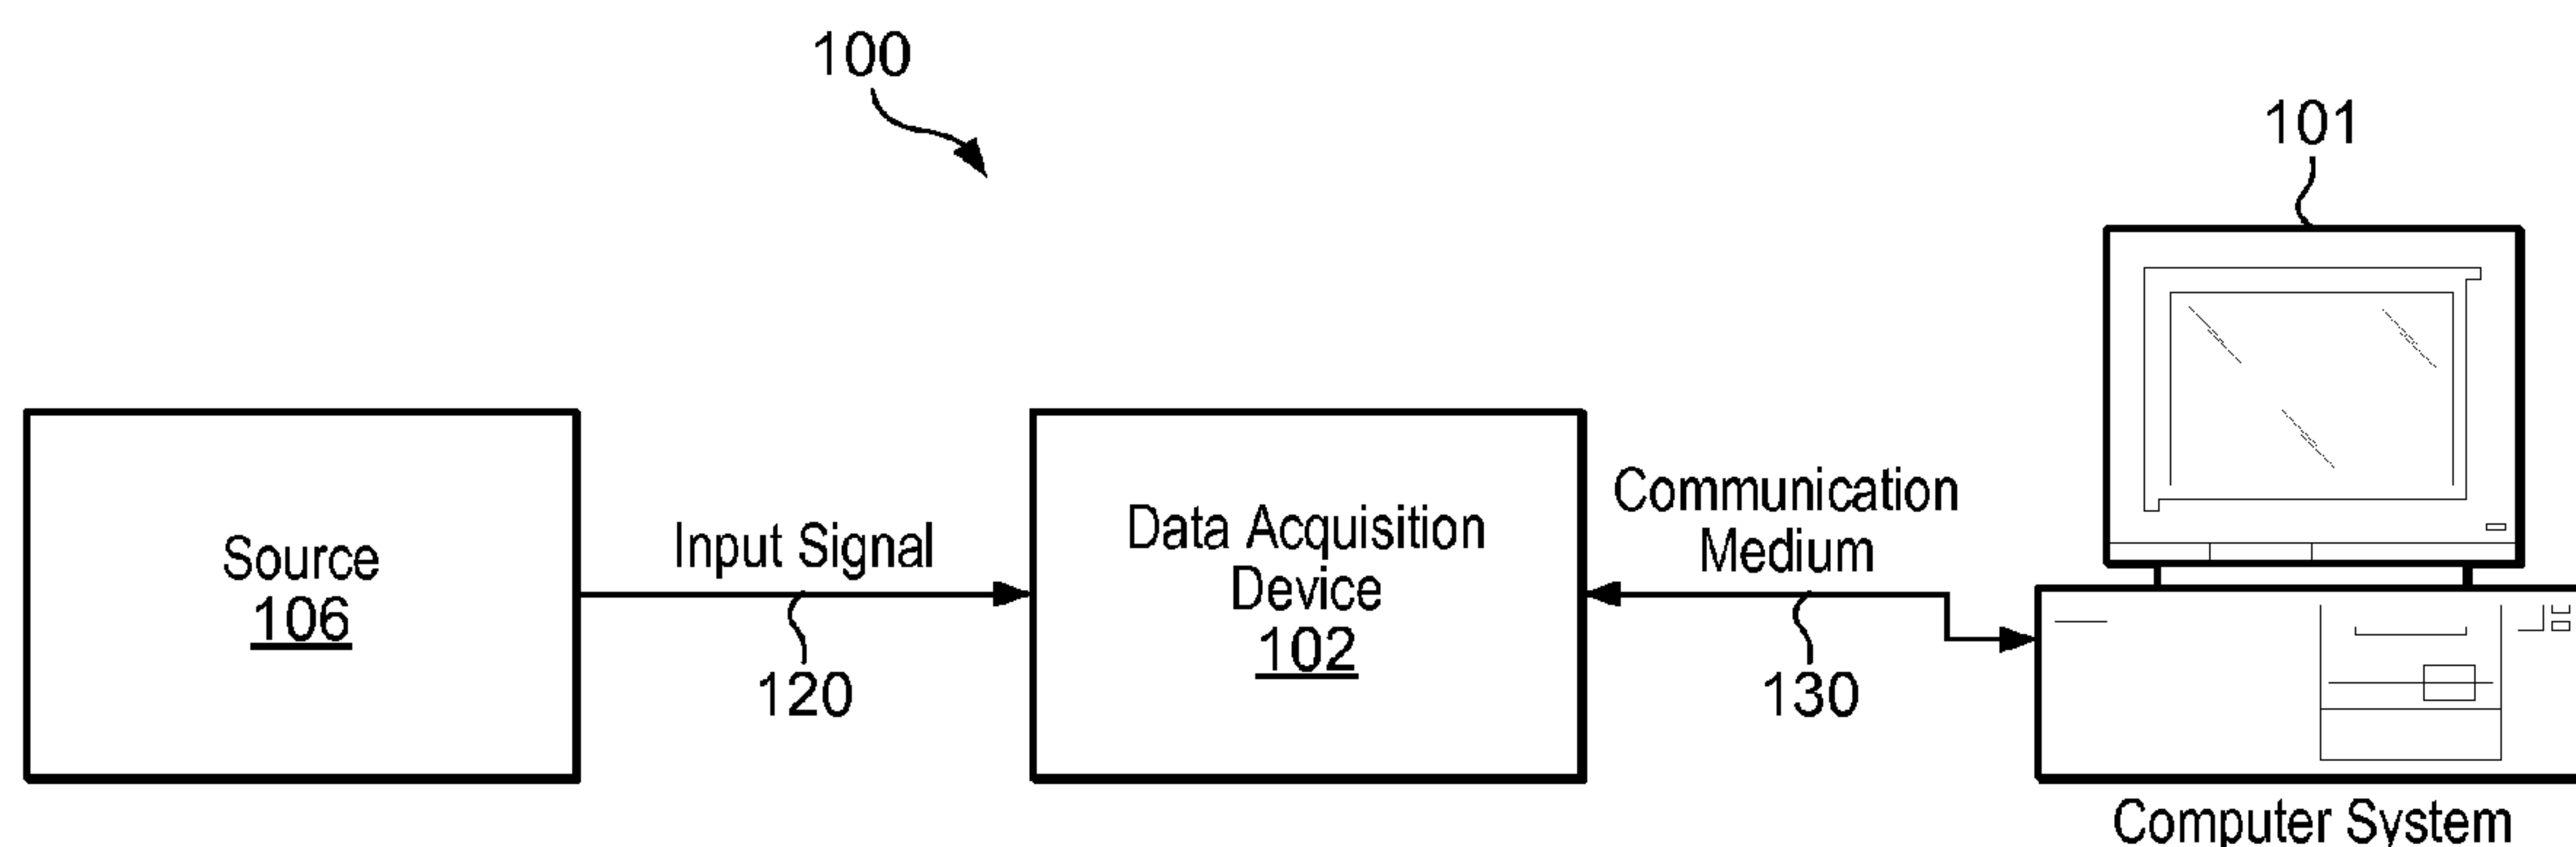 100
101
Source
106
Input Signal
120
Data Acquisition
Device
102
Communication
Medium
130
Computer System